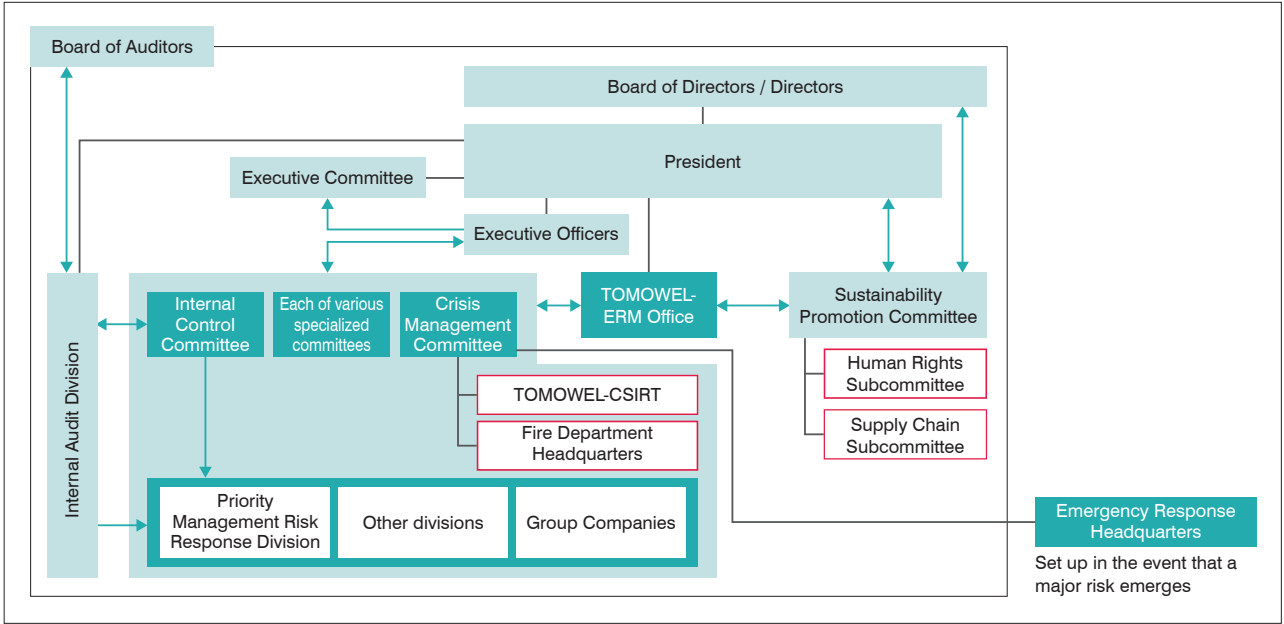 Board of Auditors
Board of Directors / Directors
President
Executive Committee
Executive Officers
Internal Audit Division
Internal
Control
Committee
Each of various
specialized
committees
Crisis
Management
Committee
TOMOWEL-
ERM Office
Sustainability
Promotion Committee
Human Rights
Subcommittee
Supply Chain
Subcommittee
TOMOWEL-CSIRT
Fire Department
Headquarters
Priority
Management Risk
Response Division
Other divisions
Group Companies
Emergency Response
Headquarters
Set up in the event that a
major risk emerges